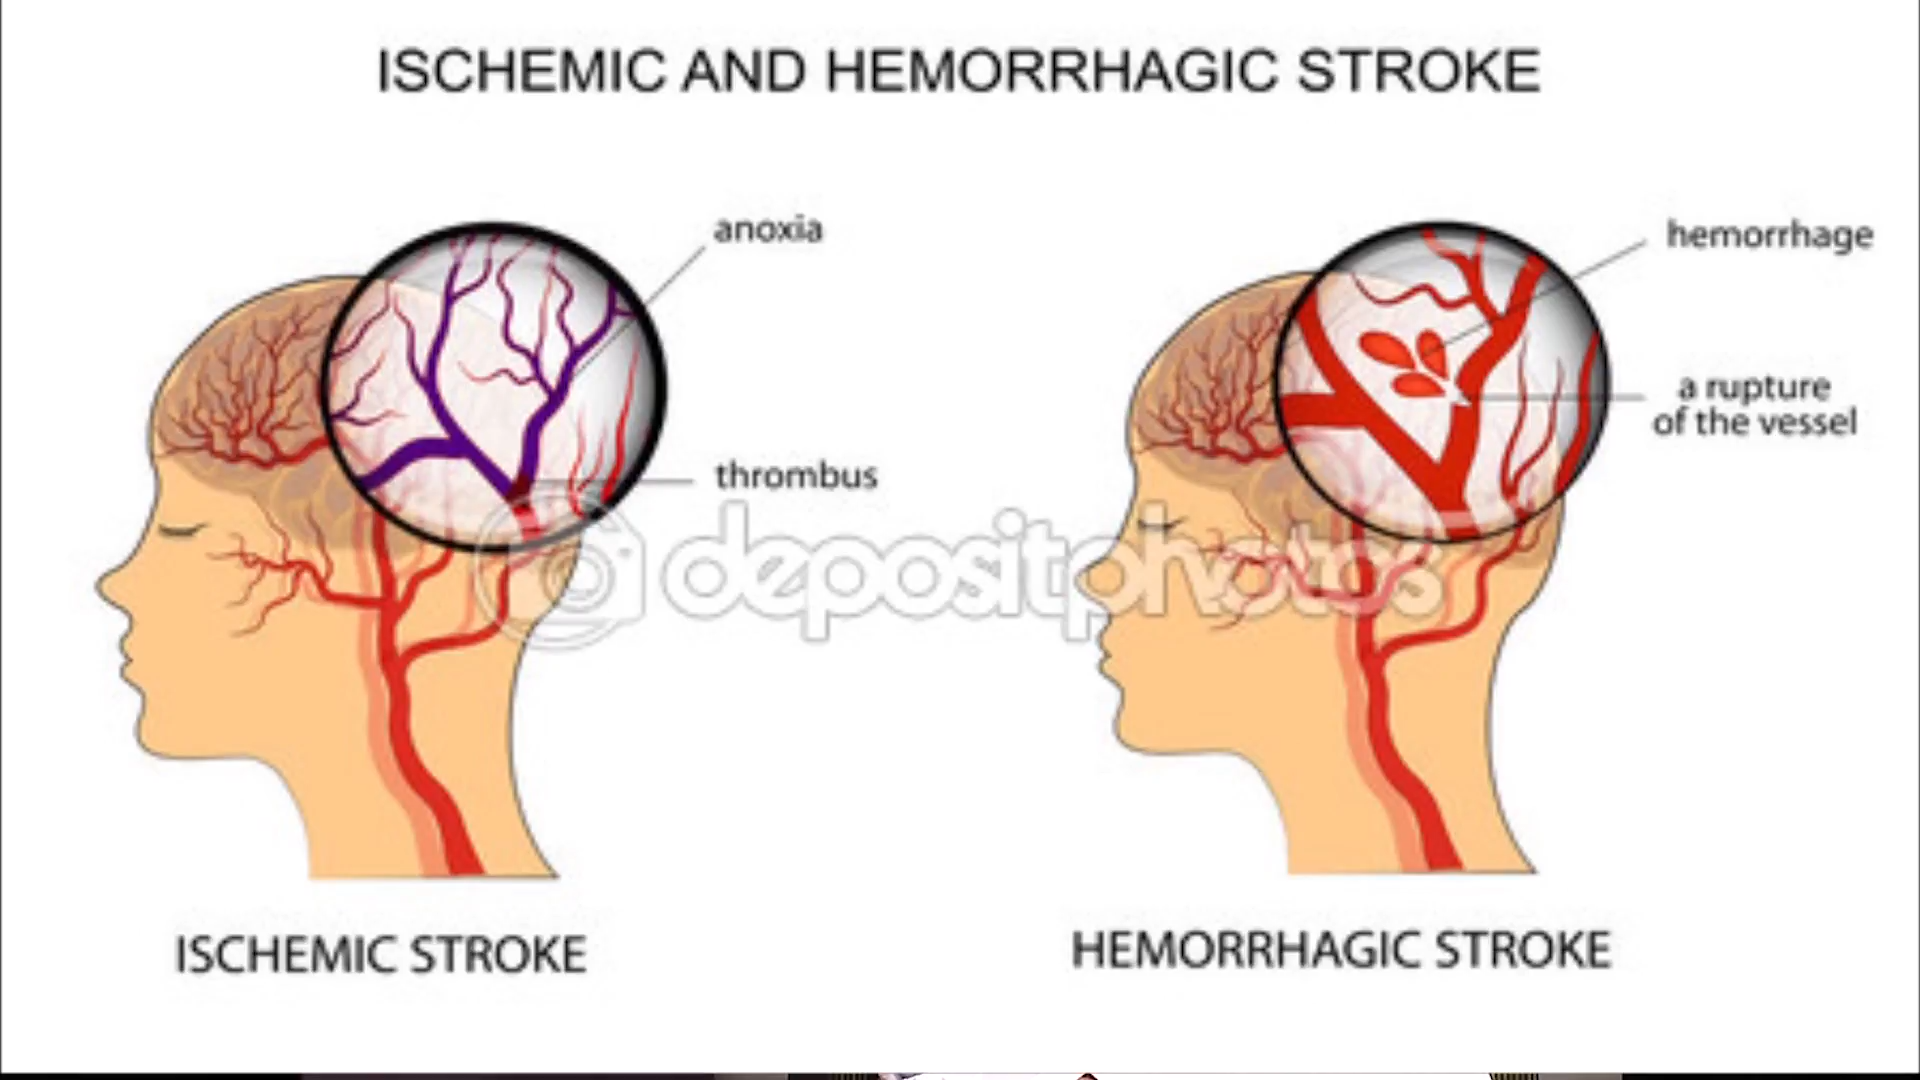 ISCHEMIC AND HEMORRHAGIC STROKE
anoxia
thrombus
hemorrhage
a rupture
of the vessel
depositphotos
ISCHEMIC STROKE
HEMORRHAGIC STROKE